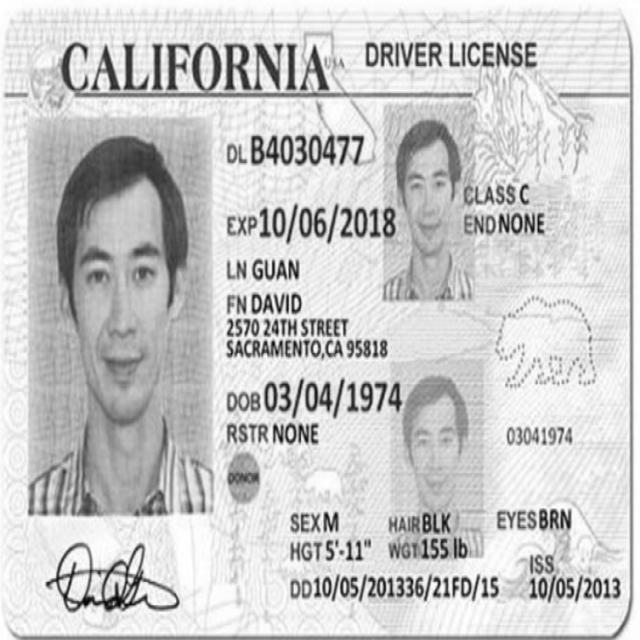 CALIFORNIA USA DRIVER LICENSE
DL B4030477
CLASS C
EXP 10/06/2018
END NONE
LN GUAN
FN DAVID
2570 24TH STREET
SACRAMENTO,CA 95818
DOB 03/04/1974
RSTR NONE
03041974
DONOR
SEX M HAIR BLK EYES BRN
HGT 5'-11" WGT 155 lb
ISS
DD 10/05/201336/21FD/15 10/05/2013